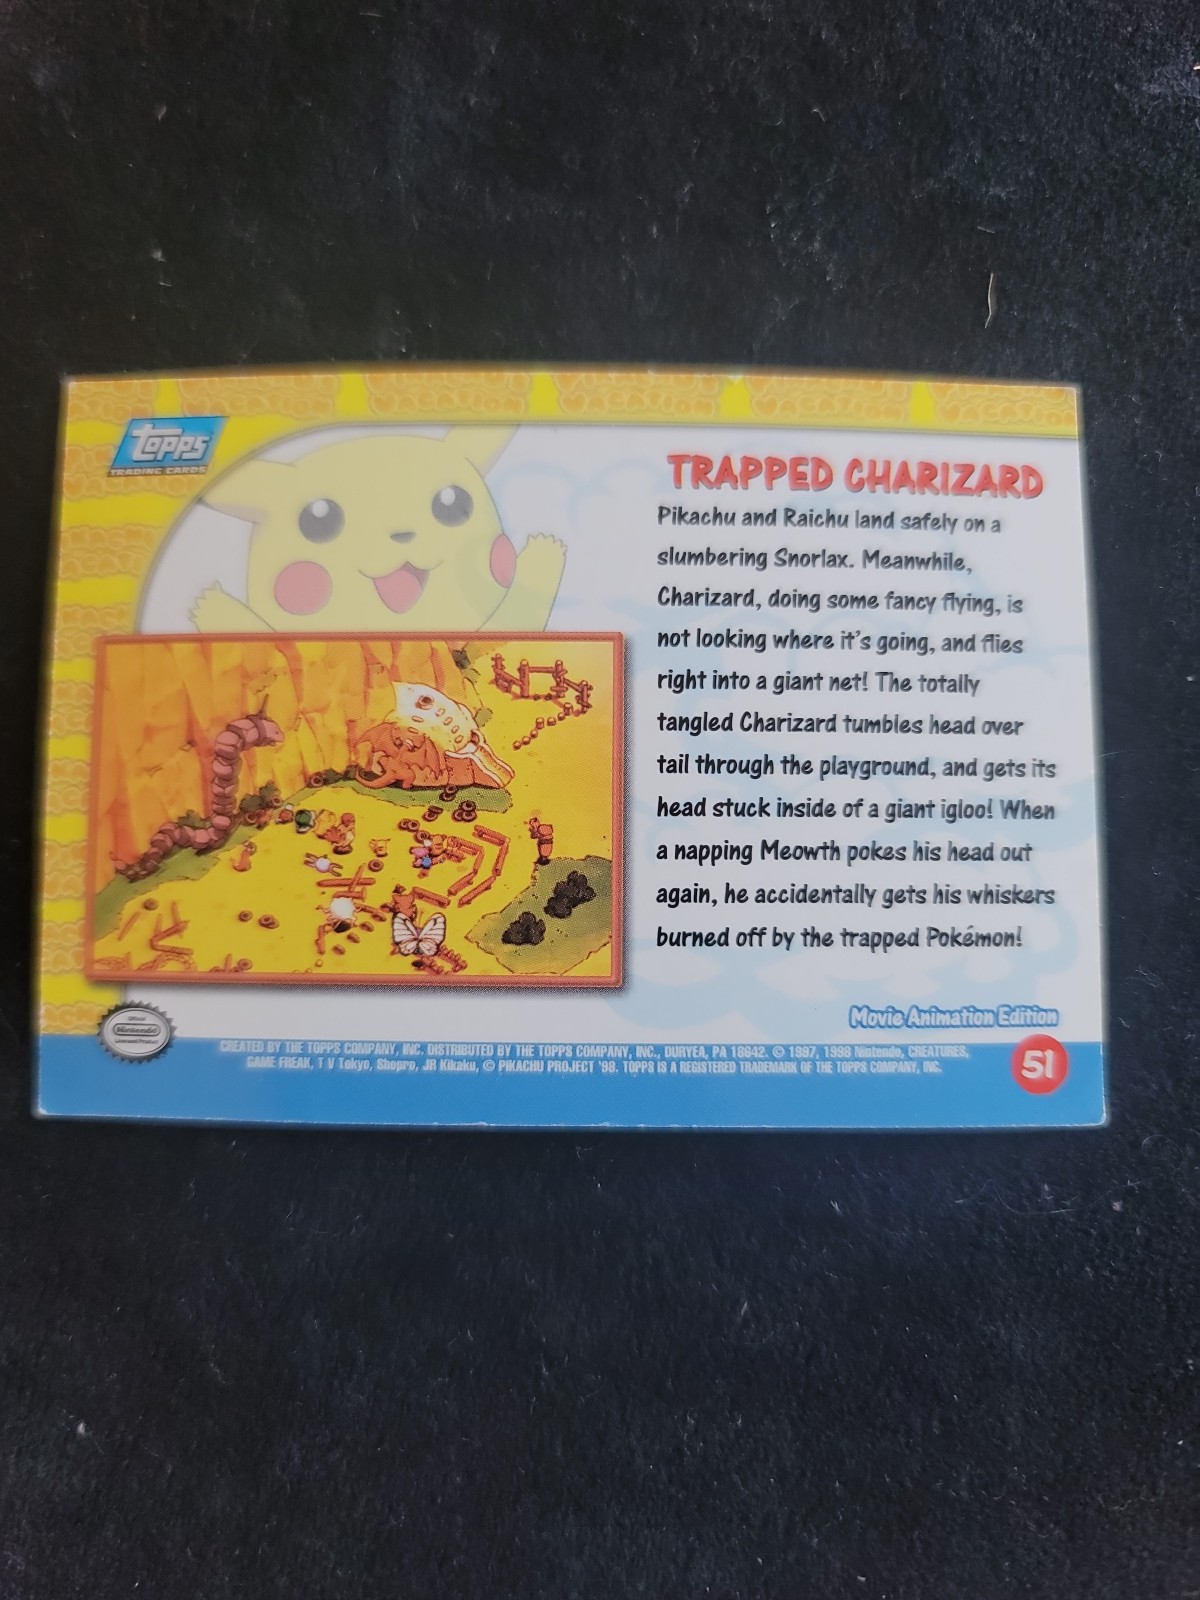 Topps
TRADING CARDS
TRAPPED CHARIZARD
Pikachu and Raichu land safely on a
slumbering Snorlax. Meanwhile,
Charizard, doing some fancy flying, is
not looking where it's going, and flies
right into a giant net! The totally
tangled Charizard tumbles head over
tail through the playground, and gets its
head stuck inside of a giant igloo! When
a napping Meowth pokes his head out
again, he accidentally gets his whiskers
burned off by the trapped Pokémon!
Movie Animation Edition
51
Official
Nintendo
Licensed Product
CREATED BY THE TOPPS COMPANY, INC. DISTRIBUTED BY THE TOPPS COMPANY, INC., DURYEA, PA 18642. © 1997, 1998 Nintendo, CREATURES,
GAME FREAK, T V Tokyo, Shopro, JR Kikaku, © PIKACHU PROJECT '98. TOPPS IS A REGISTERED TRADEMARK OF THE TOPPS COMPANY, INC.